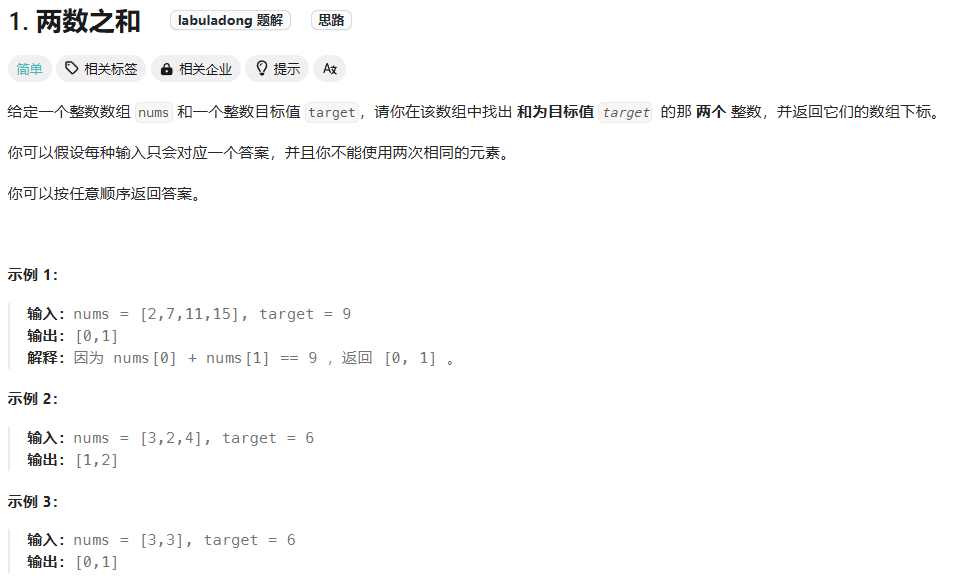 1. 两数之和 labuladong 题解 思路
简单 相关标签 相关企业 提示 A文
给定一个整数数组 nums 和一个整数目标值 target，请你在该数组中找出 和为目标值 target 的那 两个 整数，并返回它们的数组下标。
你可以假设每种输入只会对应一个答案，并且你不能使用两次相同的元素。
你可以按任意顺序返回答案。
示例 1：
输入：nums = [2,7,11,15], target = 9
输出：[0,1]
解释：因为 nums[0] + nums[1] == 9 ，返回 [0, 1] 。
示例 2：
输入：nums = [3,2,4], target = 6
输出：[1,2]
示例 3：
输入：nums = [3,3], target = 6
输出：[0,1]